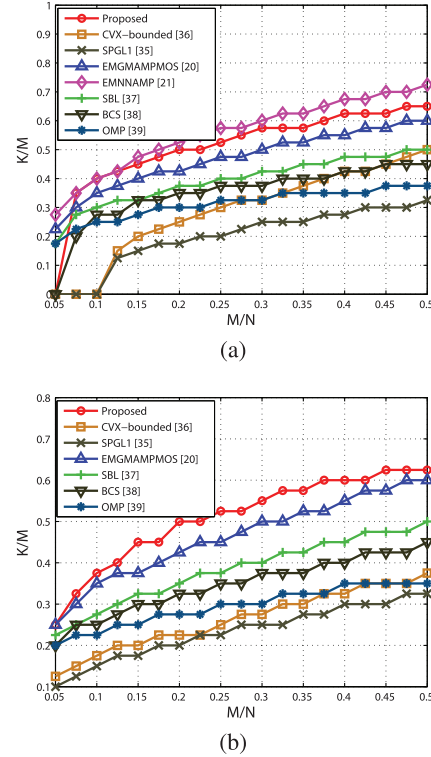 1
0.9
0.8
0.7
0.6
0.5
0.4
0.3
0.2
0.1
0
K/M
Proposed
CVX−bounded [36]
SPGL1 [35]
EMGMAMPMOS [20]
EMNNAMP [21]
SBL [37]
BCS [38]
OMP [39]
0.05 0.1 0.15 0.2 0.25 0.3 0.35 0.4 0.45 0.5
M/N
(a)
0.8
0.7
0.6
0.5
0.4
0.3
0.2
0.1
K/M
Proposed
CVX−bounded [36]
SPGL1 [35]
EMGMAMPMOS [20]
SBL [37]
BCS [38]
OMP [39]
0.05 0.1 0.15 0.2 0.25 0.3 0.35 0.4 0.45 0.5
M/N
(b)